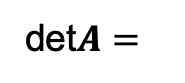 det𝑨 =